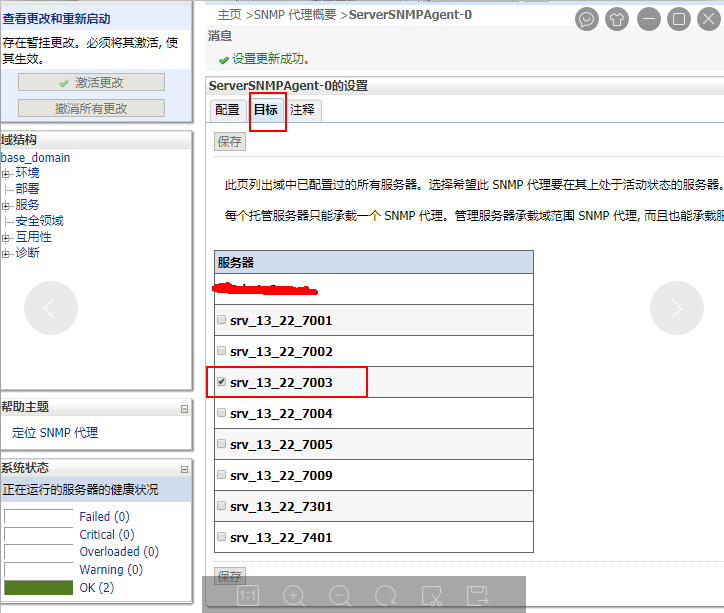 查看更改和重新启动
存在暂挂更改。必须将其激活, 使
其生效。
激活更改
撤消所有更改
域结构
base_domain
环境
部署
服务
安全领域
互用性
诊断
帮助主题
定位 SNMP 代理
系统状态
正在运行的服务器的健康状况
Failed (0)
Critical (0)
Overloaded (0)
Warning (0)
OK (2)
主页 >SNMP 代理概要 >ServerSNMPAgent-0
消息
设置更新成功。
ServerSNMPAgent-0的设置
配置 目标 注释
保存
此页列出域中已配置过的所有服务器。选择希望此 SNMP 代理要在其上处于活动状态的服务器。
每个托管服务器只能承载一个 SNMP 代理。管理服务器承载域范围 SNMP 代理, 而且也能承载服
服务器
srv_13_22_7001
srv_13_22_7002
srv_13_22_7003
srv_13_22_7004
srv_13_22_7005
srv_13_22_7009
srv_13_22_7301
srv_13_22_7401
保存
1:1